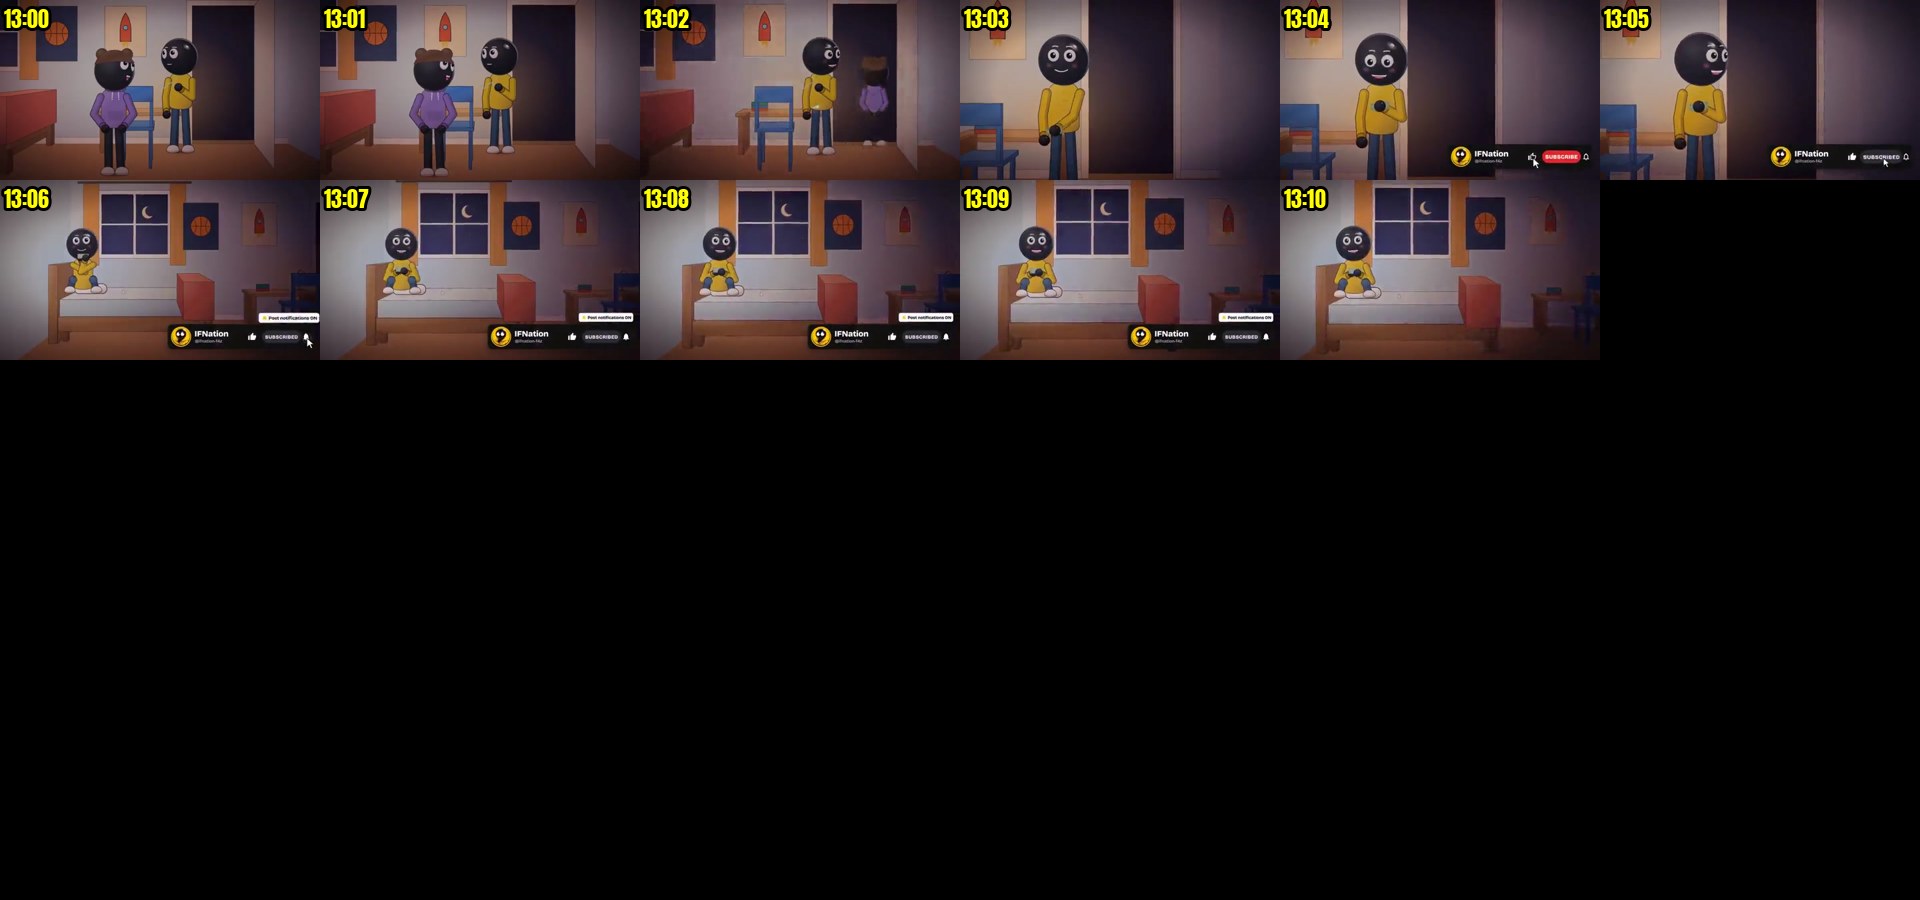 13:00
13:01
13:02
13:03
13:04
IFNation
SUBSCRIBE
13:05
IFNation
SUBSCRIBED
13:06
Post notifications ON
IFNation
SUBSCRIBED
13:07
Post notifications ON
IFNation
SUBSCRIBED
13:08
Post notifications ON
IFNation
SUBSCRIBED
13:09
Post notifications ON
IFNation
SUBSCRIBED
13:10